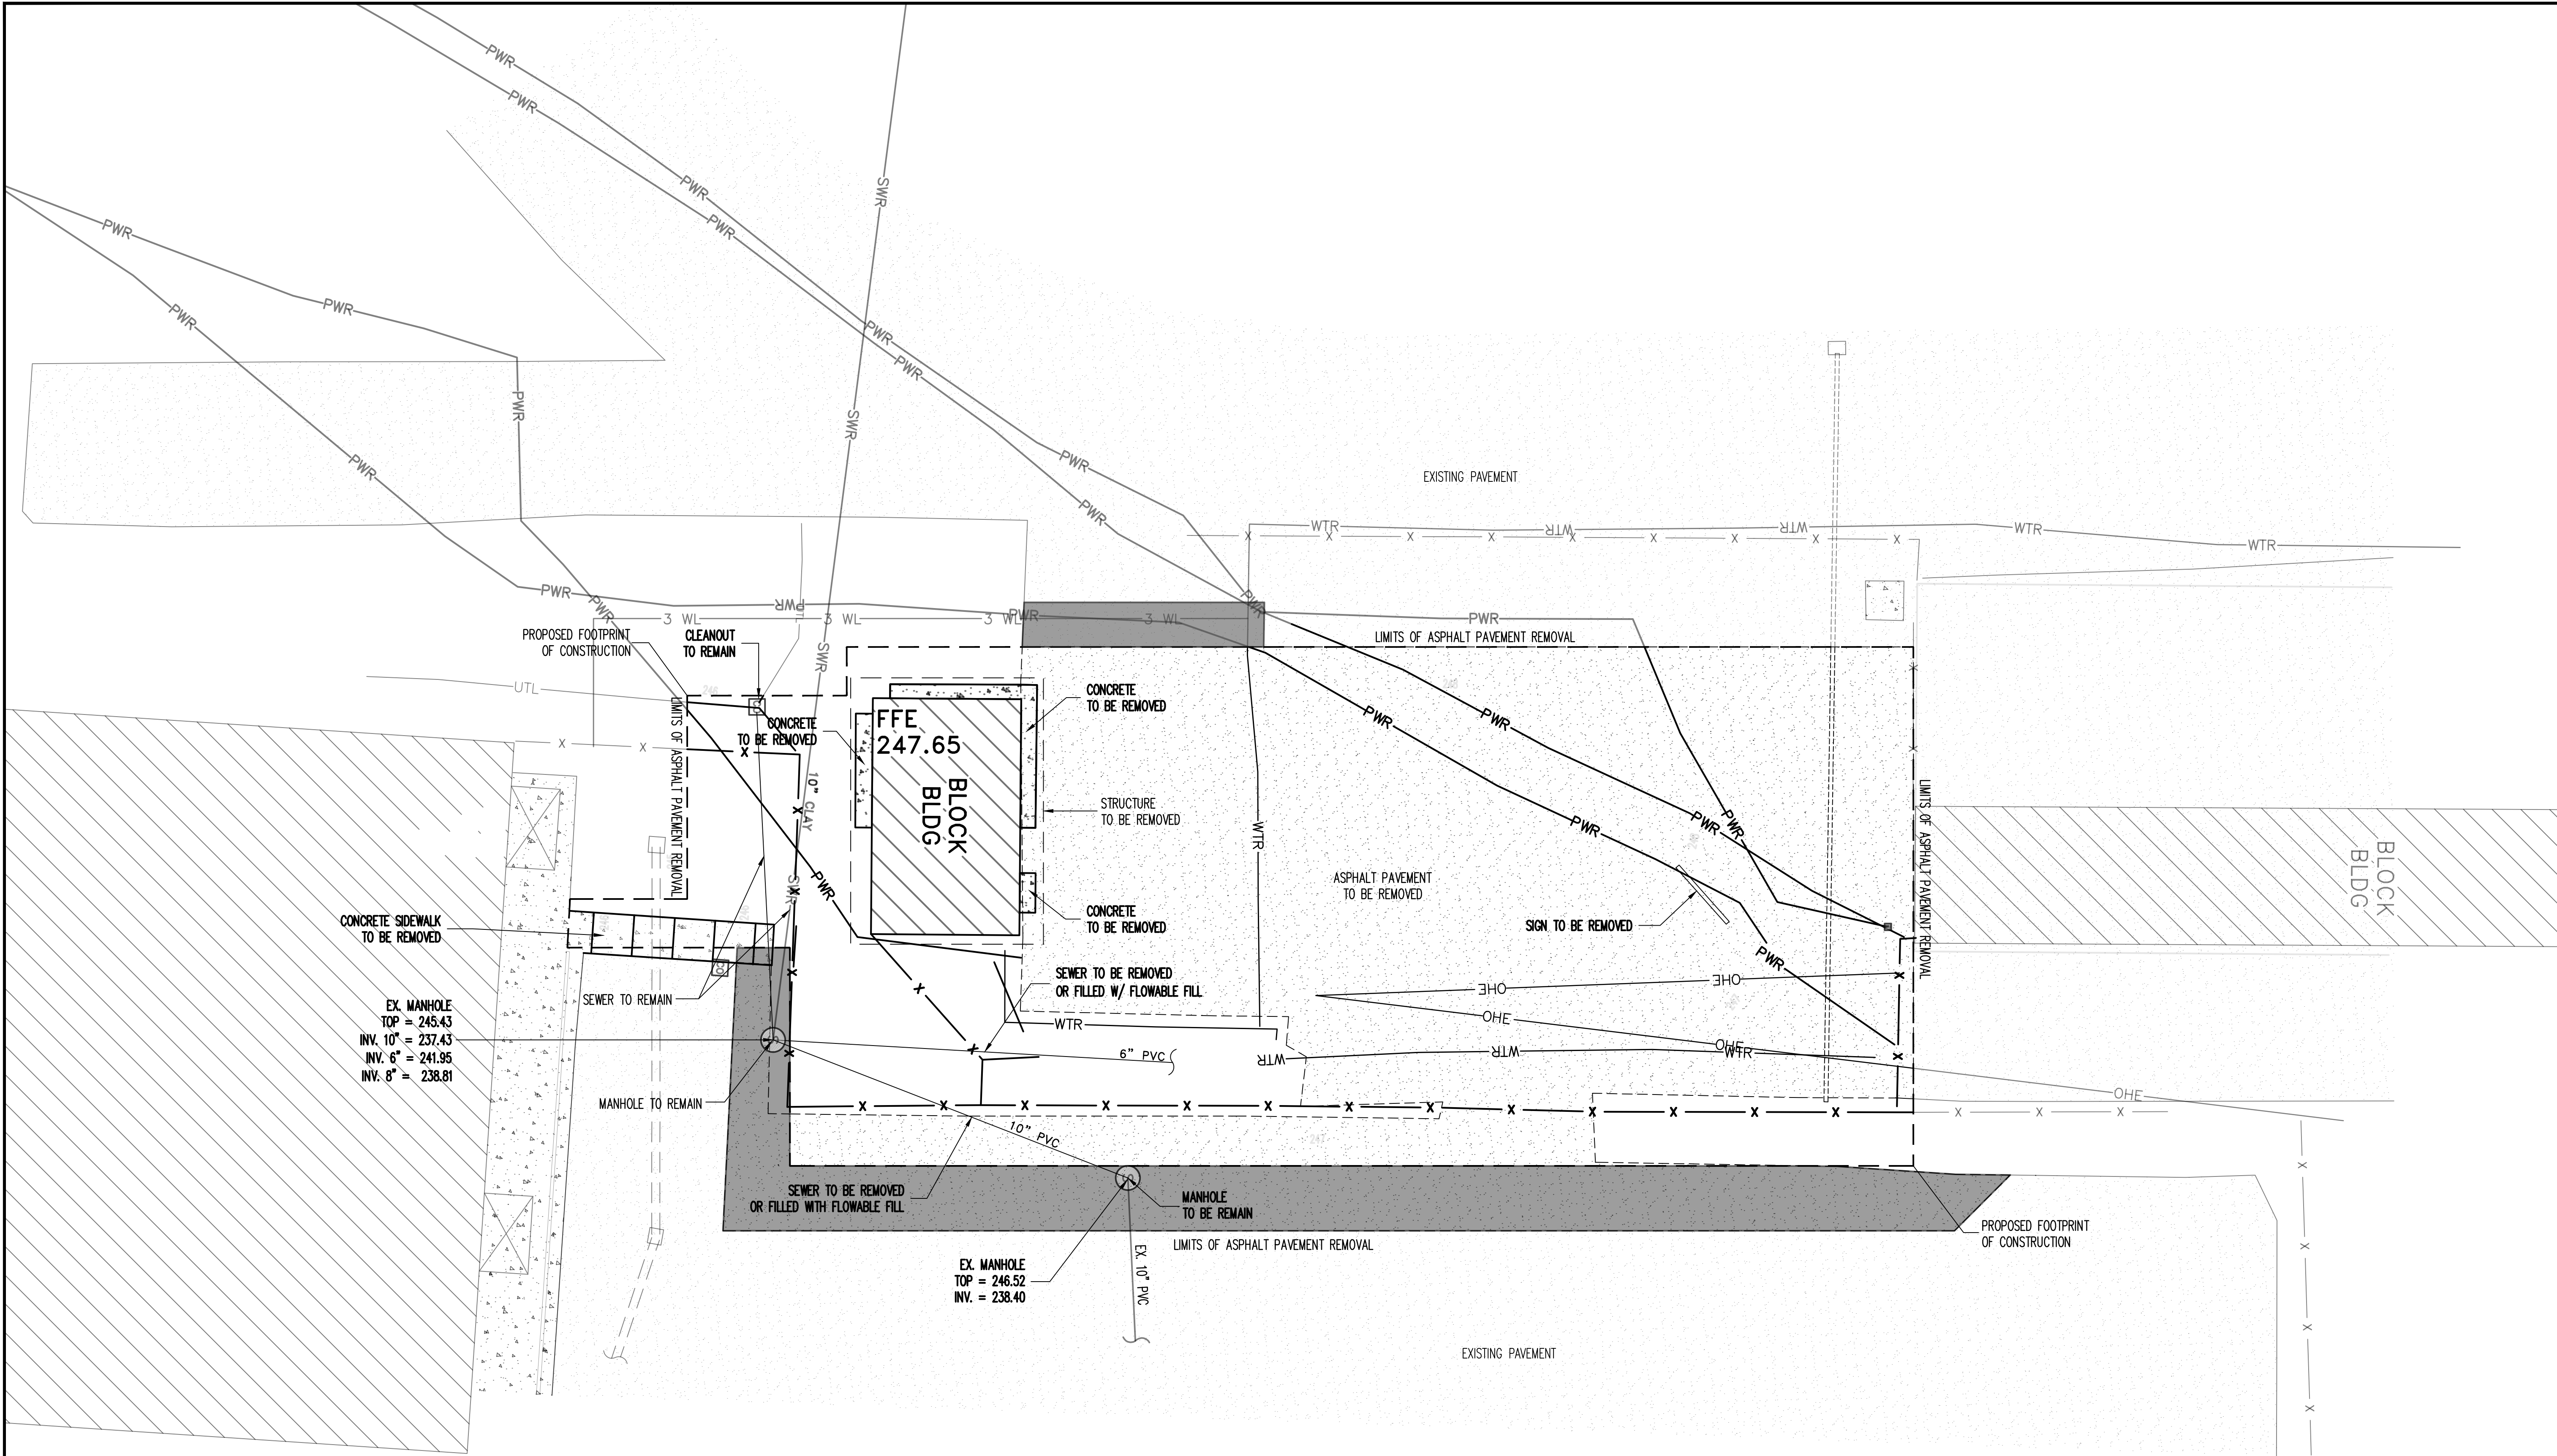 PWR
PWR
PWR
SWR
PWR
PWR
PWR
PWR
PWR
PWR
PWR
PWR
SWR
PWR
PWR
PWR
EXISTING PAVEMENT
WTR
WTR
WTR
WTR
WTR
X X X X X X X X X
PWR
PWR
PWR
PWR
PWR
PWR
3 WL
3 WL
3 WL
3 WL
PROPOSED FOOTPRINT
OF CONSTRUCTION
CLEANOUT
TO REMAIN
SWR
LIMITS OF ASPHALT PAVEMENT REMOVAL
UTL
CO
LIMITS OF ASPHALT PAVEMENT REMOVAL
CONCRETE
TO BE REMOVED
X X X
FFE
247.65
BLOCK
BLDG
CONCRETE
TO BE REMOVED
PWR
PWR
10" CLAY
STRUCTURE
TO BE REMOVED
WTR
PWR
PWR
PWR
LIMITS OF ASPHALT PAVEMENT REMOVAL
BLOCK
BLDG
SWR
PWR
ASPHALT PAVEMENT
TO BE REMOVED
CONCRETE SIDEWALK
TO BE REMOVED
CONCRETE
TO BE REMOVED
SIGN TO BE REMOVED
CO
PWR
SEWER TO BE REMOVED
OR FILLED W/ FLOWABLE FILL
OHE
OHE
SEWER TO REMAIN
EX. MANHOLE
TOP = 245.43
INV. 10" = 237.43
INV. 6" = 241.95
INV. 8" = 238.81
OHE
WTR
6" PVC
WTR
WTR
OHE
WTR
OHE
MANHOLE TO REMAIN
X X X X X X X X X X X X X X X X
10" PVC
S
SEWER TO BE REMOVED
OR FILLED WITH FLOWABLE FILL
MANHOLE
TO BE REMAIN
PROPOSED FOOTPRINT
OF CONSTRUCTION
LIMITS OF ASPHALT PAVEMENT REMOVAL
EX. MANHOLE
TOP = 246.52
INV. = 238.40
EX. 10" PVC
EXISTING PAVEMENT
X
X
X
X